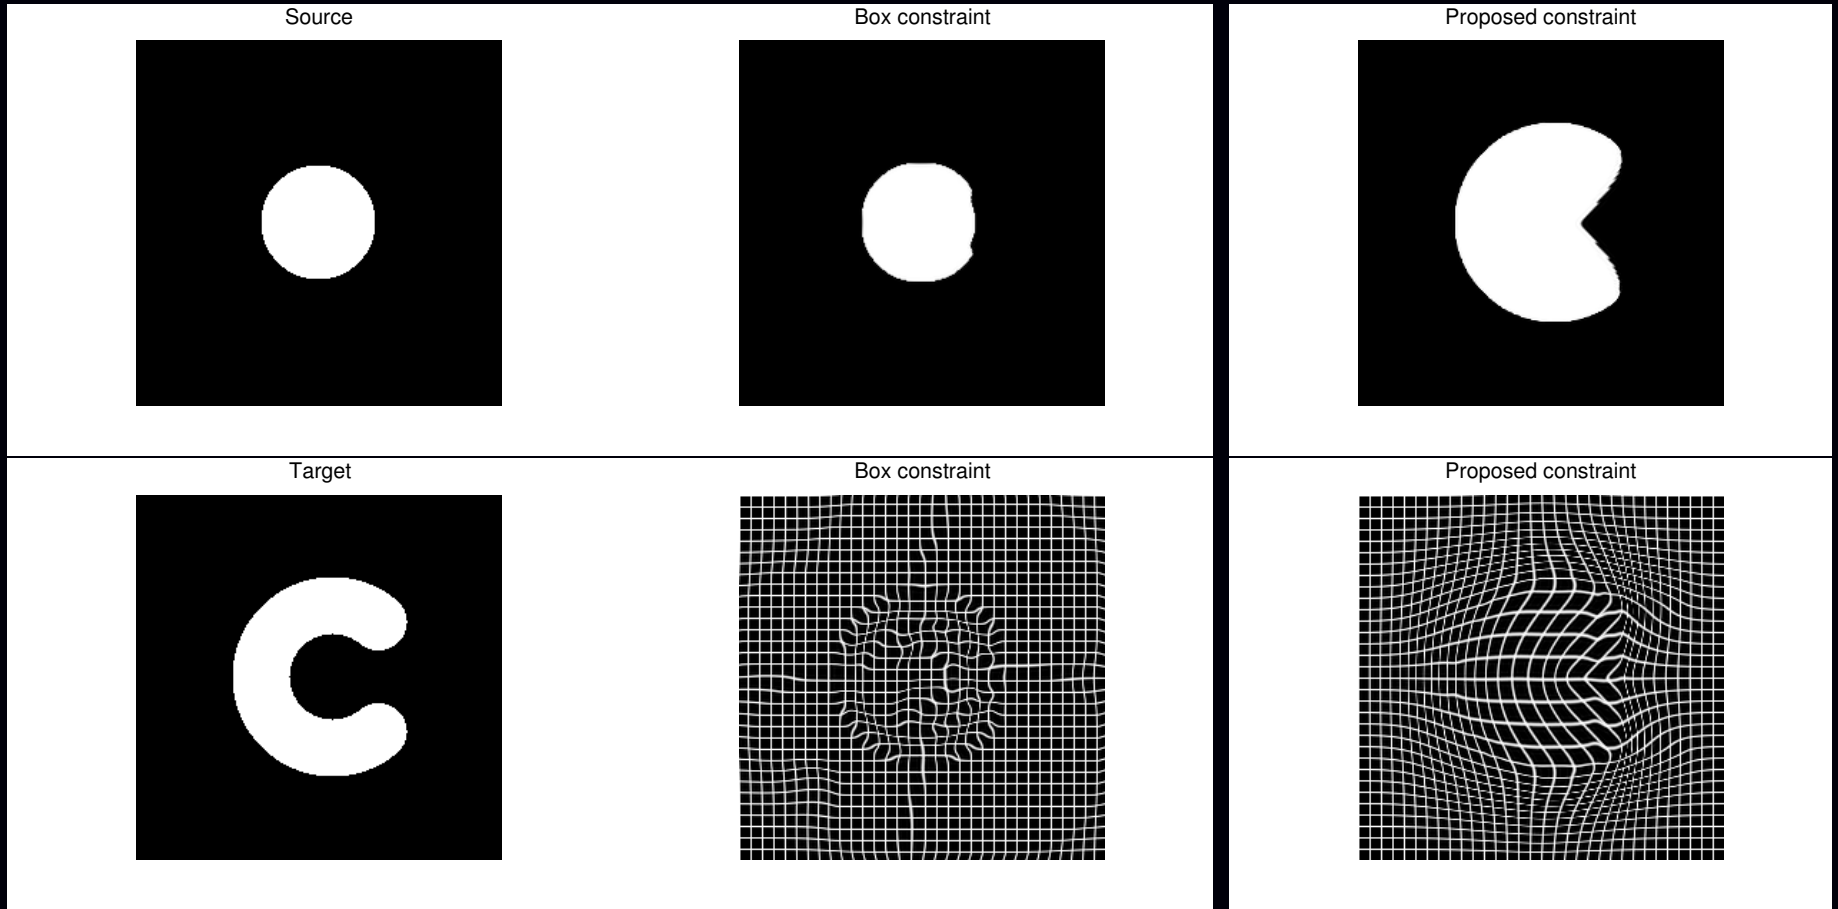 Source
Box constraint
Proposed constraint
Target
Box constraint
Proposed constraint